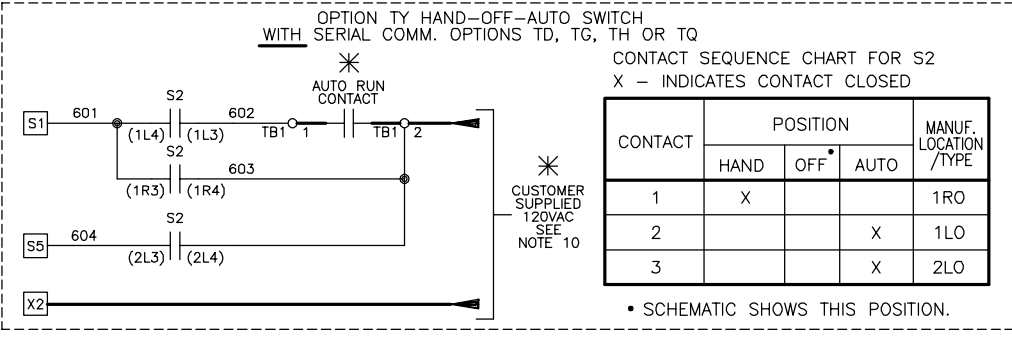 OPTION TY HAND-OFF-AUTO SWITCH
WITH SERIAL COMM. OPTIONS TD, TG, TH OR TQ
AUTO RUN
CONTACT
S1
601
S2
602
(1L4) (1L3)
TB1 1
TB1 2
S2
603
(1R3) (1R4)
S2
S5
604
(2L3) (2L4)
X2
CUSTOMER
SUPPLIED
120VAC
SEE
NOTE 10
CONTACT SEQUENCE CHART FOR S2
X - INDICATES CONTACT CLOSED
CONTACT POSITION MANUF. LOCATION /TYPE
HAND OFF• AUTO
1 X 1RO
2 X 1LO
3 X 2LO
• SCHEMATIC SHOWS THIS POSITION.